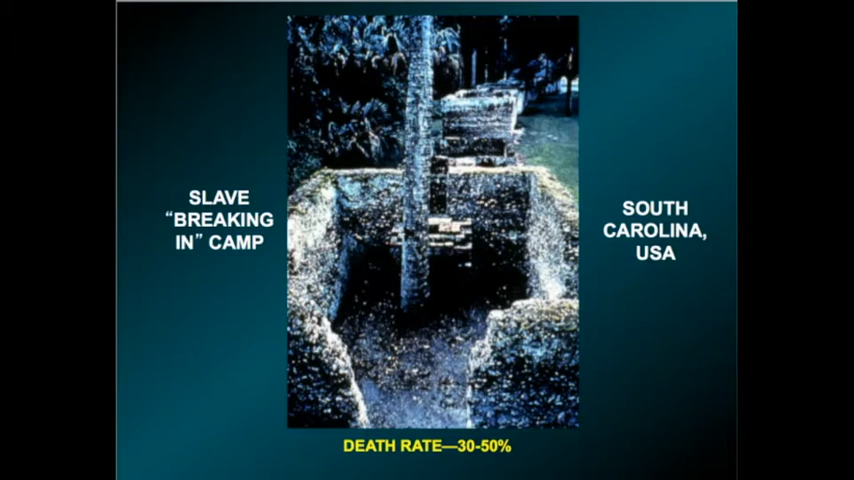 SLAVE
“BREAKING
IN” CAMP
SOUTH
CAROLINA,
USA
DEATH RATE—30-50%